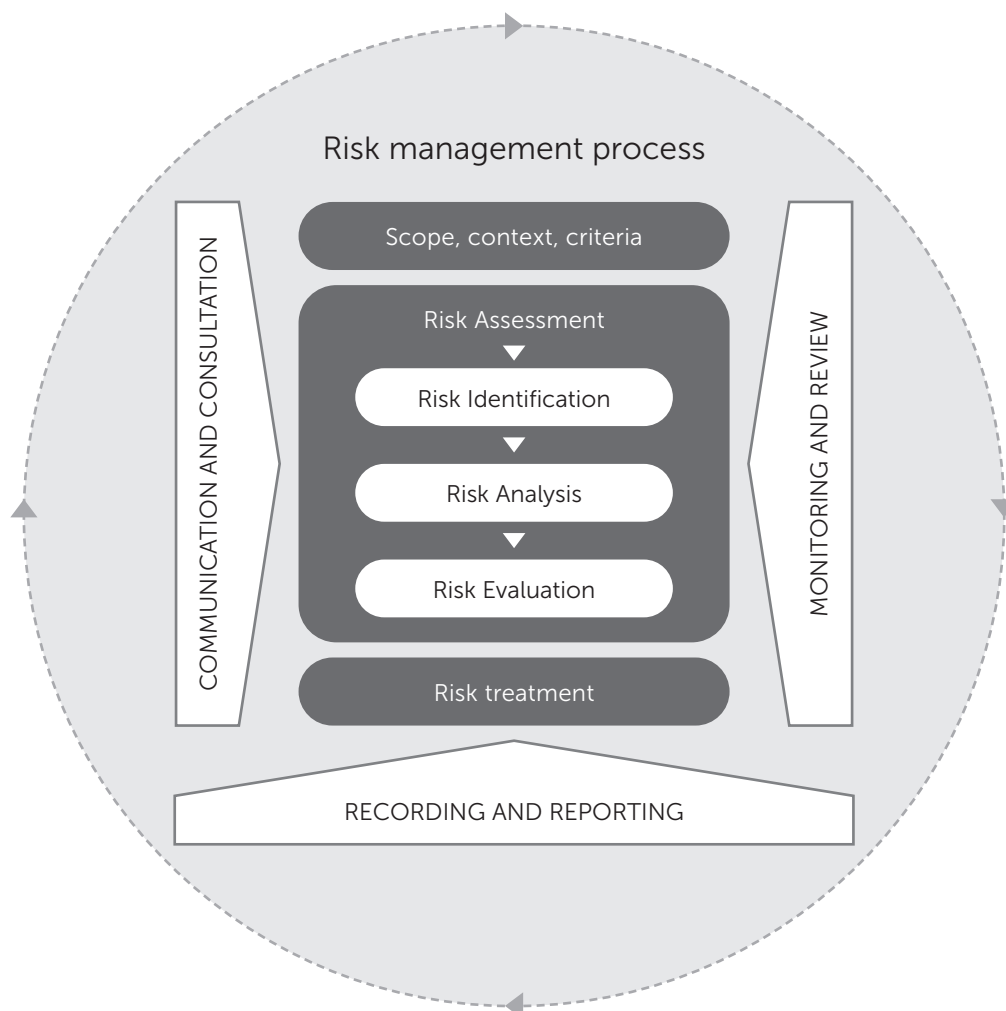 Risk management process
Scope, context, criteria
COMMUNICATION AND CONSULTATION
Risk Assessment
Risk Identification
Risk Analysis
Risk Evaluation
MONITORING AND REVIEW
Risk treatment
RECORDING AND REPORTING